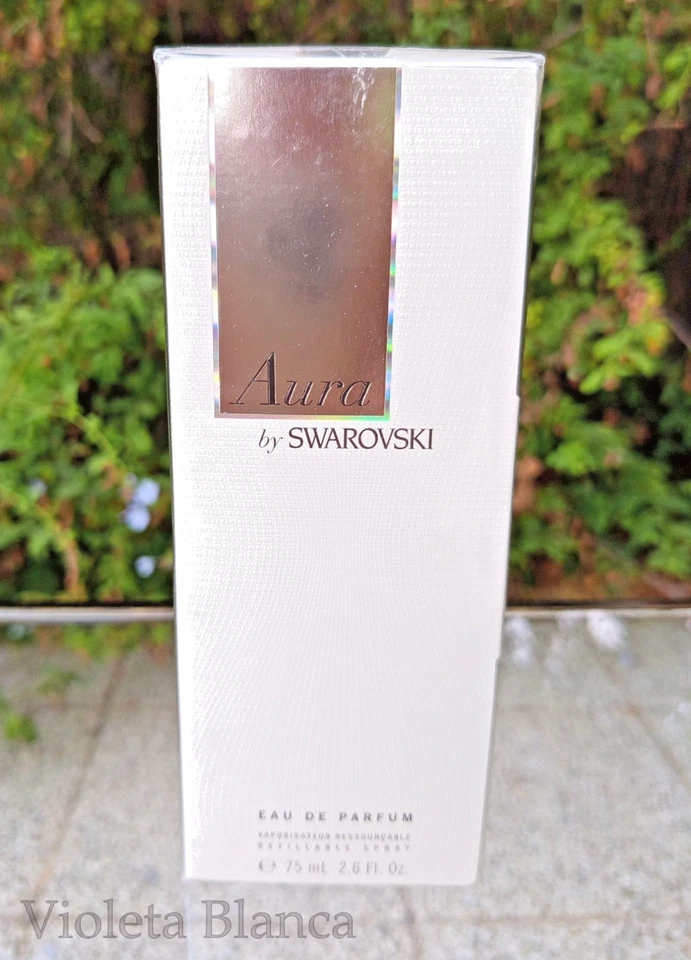 Aura
by SWAROVSKI
EAU DE PARFUM
VAPORISATEUR RESSOURÇABLE
REFILLABLE SPRAY
℮ 75 mL 2.6 Fl. Oz.
Violeta Blanca